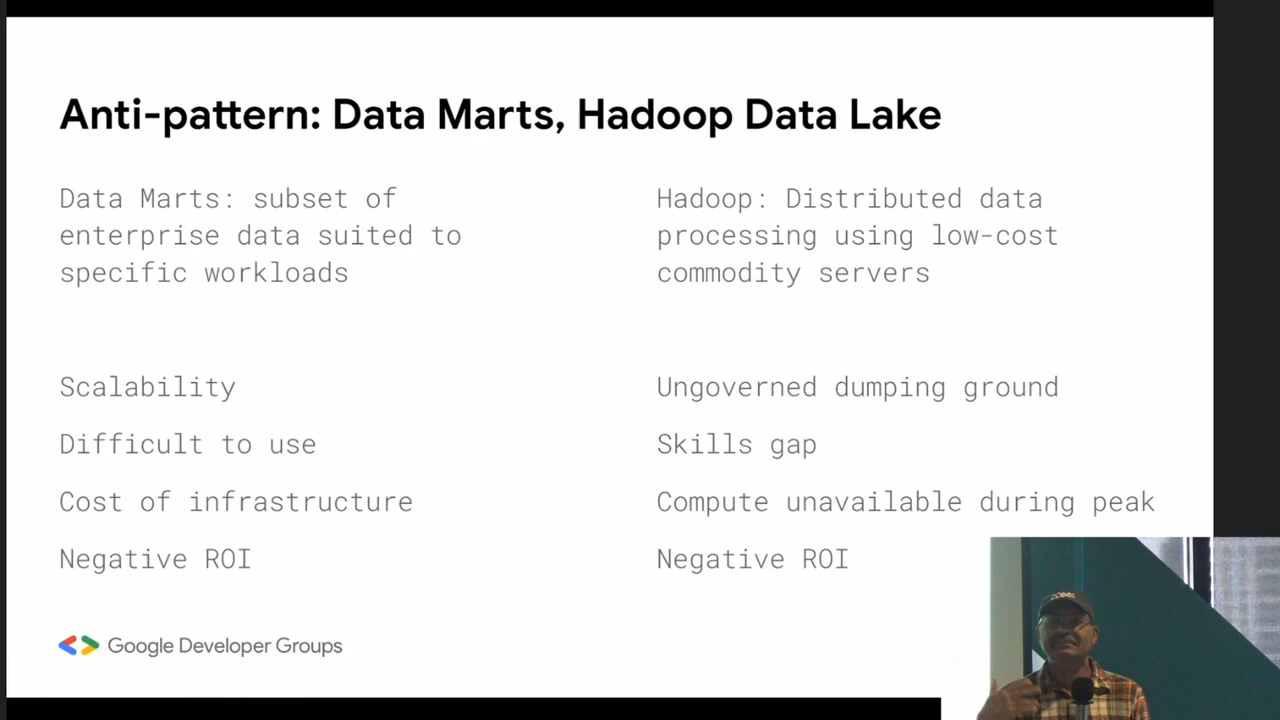 Anti-pattern: Data Marts, Hadoop Data Lake
Data Marts: subset of
enterprise data suited to
specific workloads
Scalability
Difficult to use
Cost of infrastructure
Negative ROI
Hadoop: Distributed data
processing using low-cost
commodity servers
Ungoverned dumping ground
Skills gap
Compute unavailable during peak
Negative ROI
Google Developer Groups